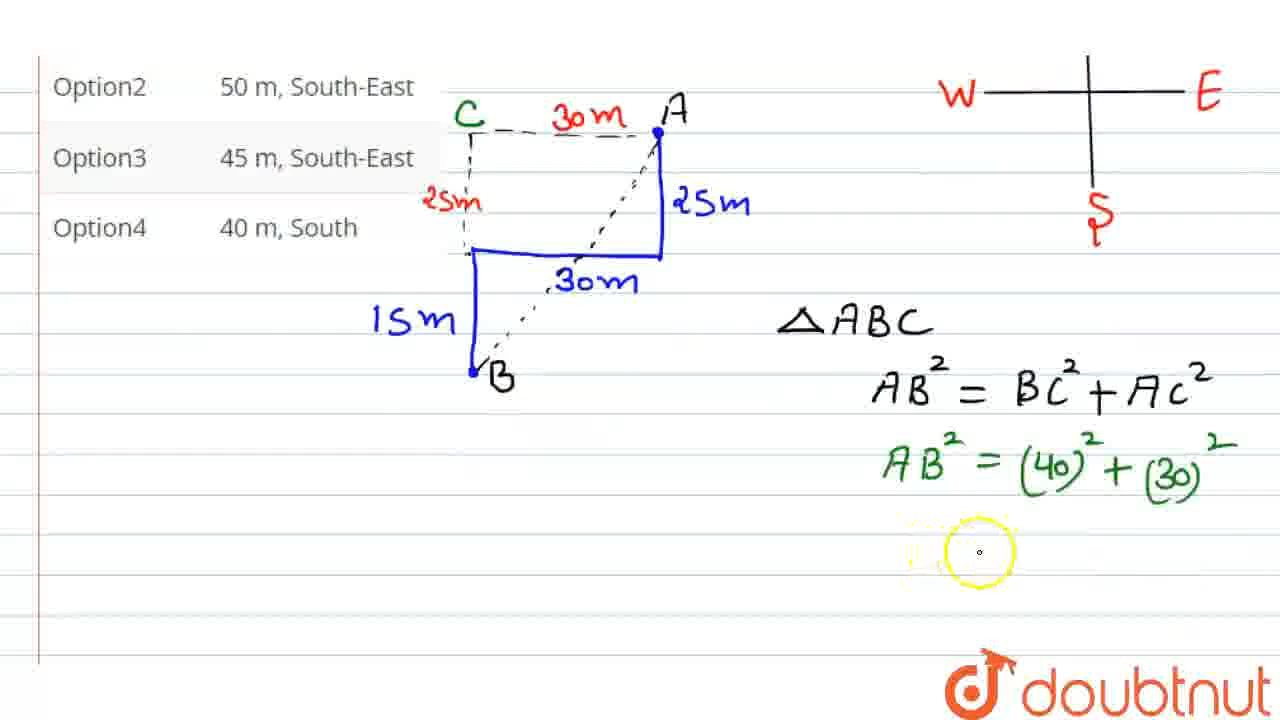 Option2 50 m, South-East
Option3 45 m, South-East
Option4 40 m, South
C 30m A
25m
25m
30m
15m
B
W E
S
△ABC
AB² = BC² + AC²
AB² = (40)² + (30)²
doubtnut